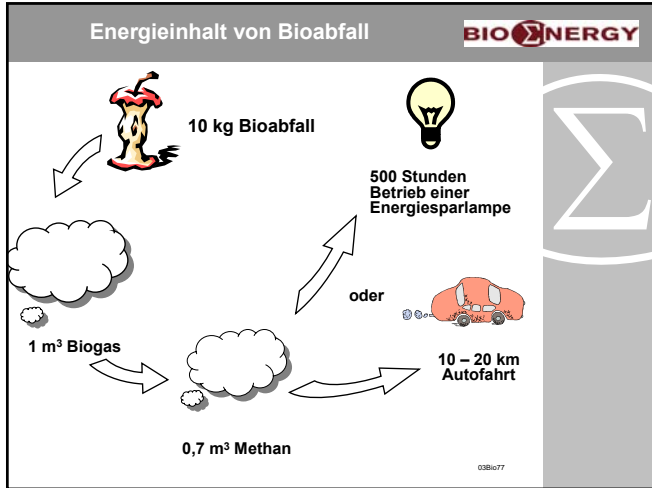 Energieinhalt von Bioabfall
BIOΣNERGY
10 kg Bioabfall
500 Stunden
Betrieb einer
Energiesparlampe
oder
1 m³ Biogas
10 – 20 km
Autofahrt
0,7 m³ Methan
03Bio77
Σ